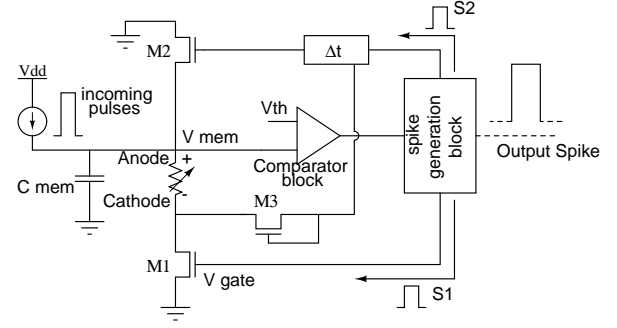 S2
M2
Δt
Vdd
incoming
pulses
Vth
V mem
spike
generation
block
Output Spike
Anode
+
Comparator
block
C mem
Cathode
-
M3
M1
V gate
S1